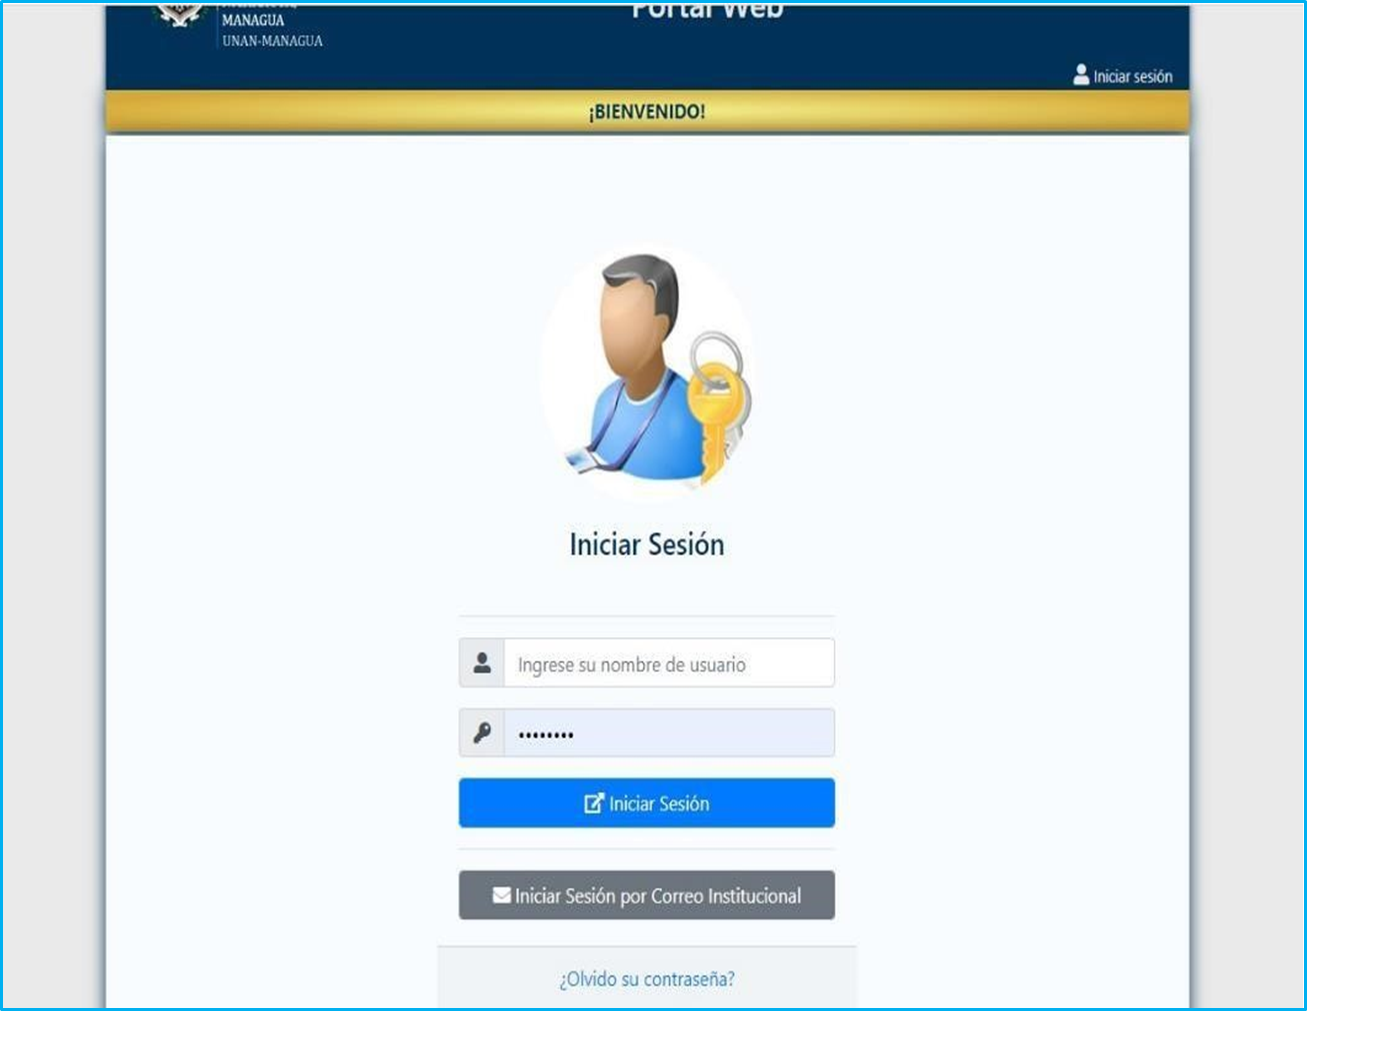 MANAGUA
UNAN-MANAGUA
Portal Web
Iniciar sesión
¡BIENVENIDO!
Iniciar Sesión
Ingrese su nombre de usuario
••••••••
Iniciar Sesión
Iniciar Sesión por Correo Institucional
¿Olvido su contraseña?